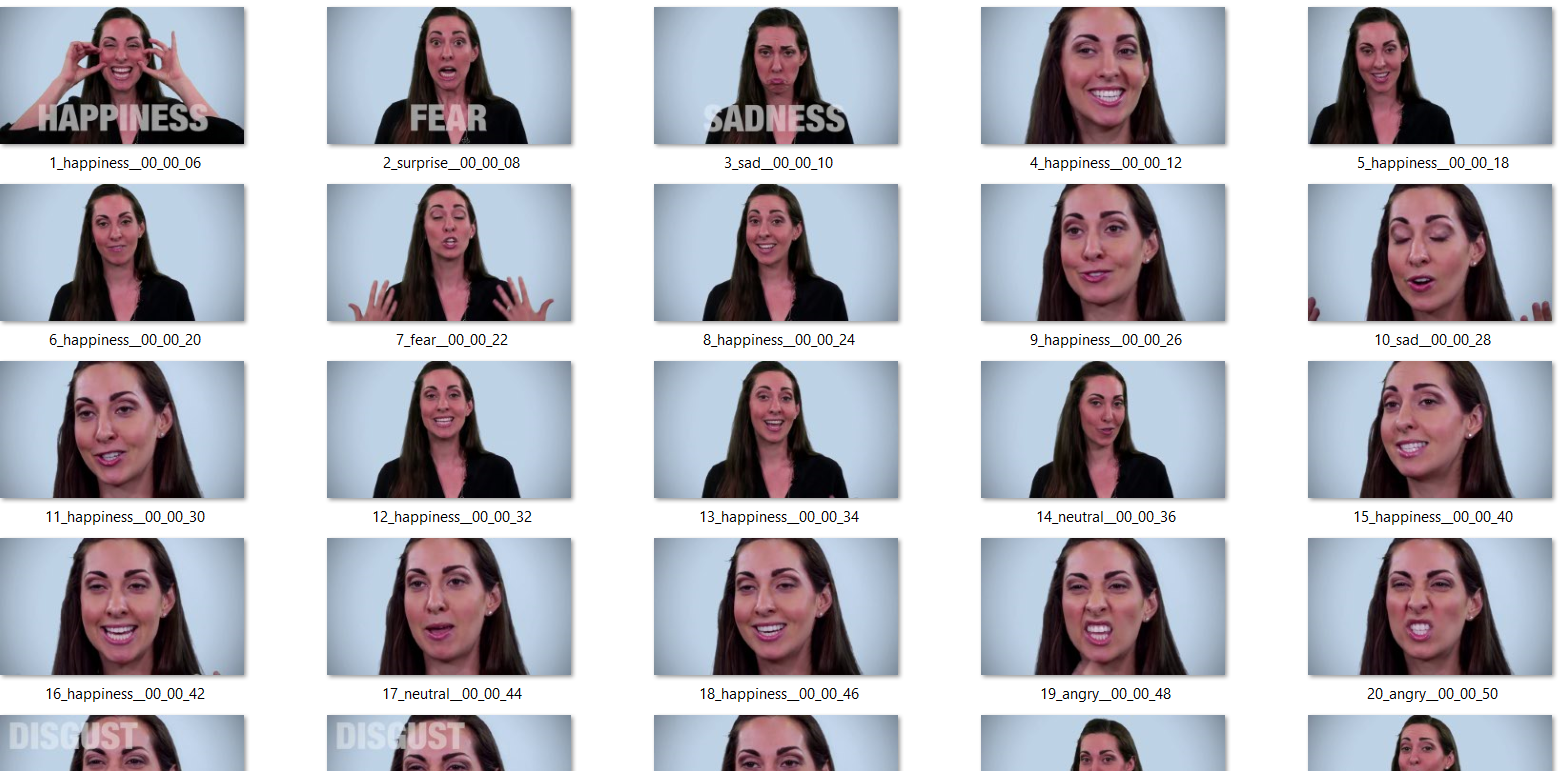 HAPPINESS
FEAR
SADNESS
1_happiness__00_00_06
2_surprise__00_00_08
3_sad__00_00_10
4_happiness__00_00_12
5_happiness__00_00_18
6_happiness__00_00_20
7_fear__00_00_22
8_happiness__00_00_24
9_happiness__00_00_26
10_sad__00_00_28
11_happiness__00_00_30
12_happiness__00_00_32
13_happiness__00_00_34
14_neutral__00_00_36
15_happiness__00_00_40
16_happiness__00_00_42
17_neutral__00_00_44
18_happiness__00_00_46
19_angry__00_00_48
20_angry__00_00_50
DISGUST
DISGUST